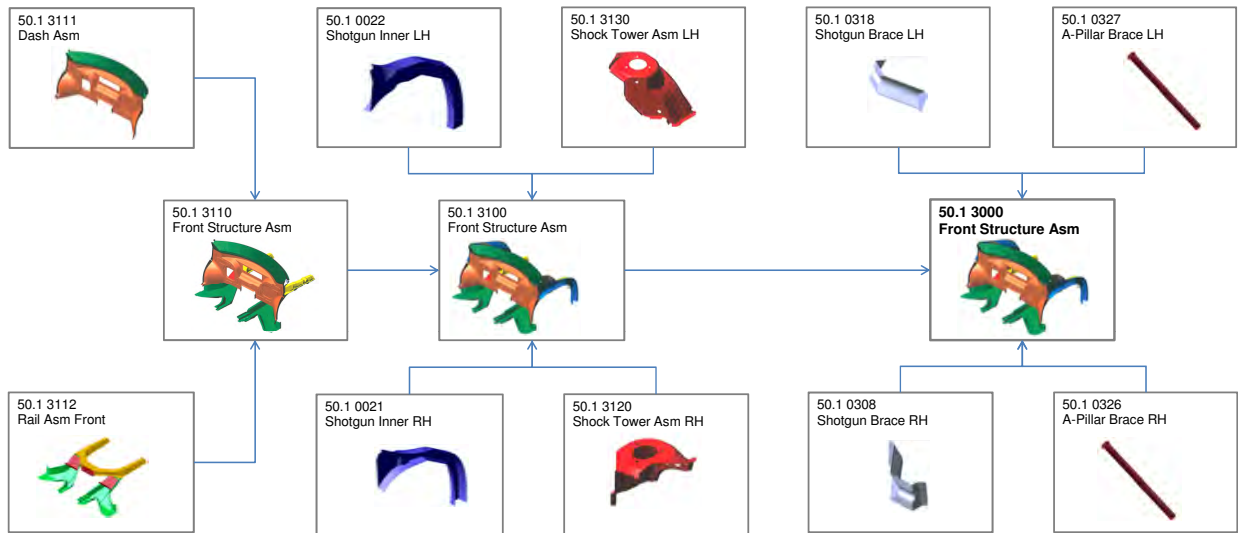 50.1 3111
Dash Asm
50.1 0022
Shotgun Inner LH
50.1 3130
Shock Tower Asm LH
50.1 0318
Shotgun Brace LH
50.1 0327
A-Pillar Brace LH
50.1 3110
Front Structure Asm
50.1 3100
Front Structure Asm
50.1 3000
Front Structure Asm
50.1 3112
Rail Asm Front
50.1 0021
Shotgun Inner RH
50.1 3120
Shock Tower Asm RH
50.1 0308
Shotgun Brace RH
50.1 0326
A-Pillar Brace RH